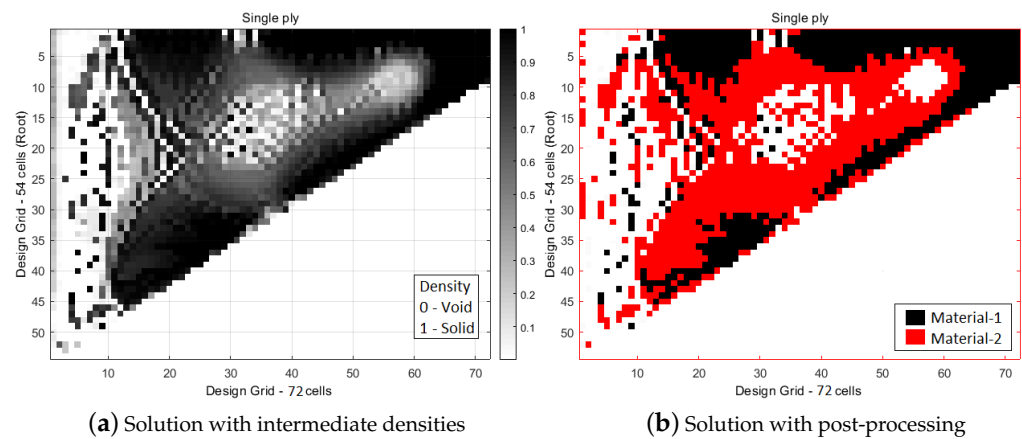 Single ply
5
10
15
20
25
30
35
40
45
50
10 20 30 40 50 60 70
Design Grid - 54 cells (Root)
Design Grid - 72 cells
Density
0 - Void
1 - Solid
1
0.9
0.8
0.7
0.6
0.5
0.4
0.3
0.2
0.1
(a) Solution with intermediate densities
Single ply
5
10
15
20
25
30
35
40
45
50
10 20 30 40 50 60 70
Design Grid - 54 cells (Root)
Design Grid - 72 cells
Material-1
Material-2
(b) Solution with post-processing